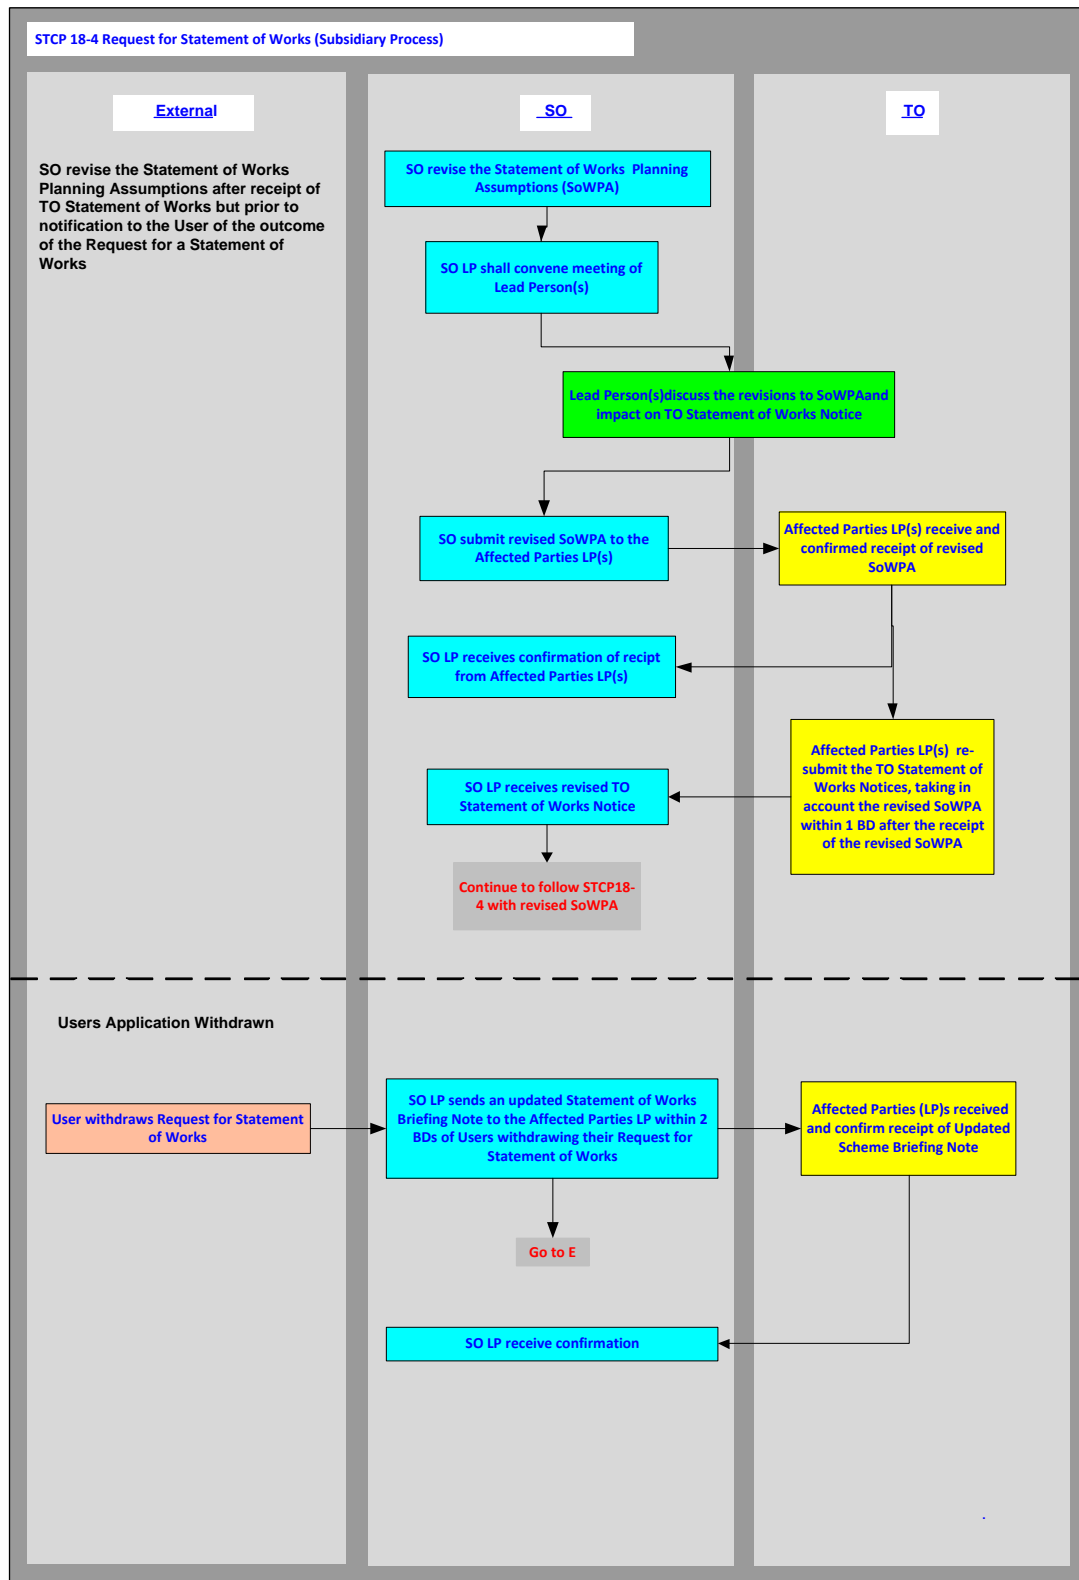 STCP 18-4 Request for Statement of Works (Subsidiary Process)
External
SO
TO
SO revise the Statement of Works
Planning Assumptions after receipt of
TO Statement of Works but prior to
notification to the User of the outcome
of the Request for a Statement of
Works
SO revise the Statement of Works Planning
Assumptions (SoWPA)
SO LP shall convene meeting of
Lead Person(s)
Lead Person(s)discuss the revisions to SoWPAand
impact on TO Statement of Works Notice
SO submit revised SoWPA to the
Affected Parties LP(s)
Affected Parties LP(s) receive and
confirmed receipt of revised
SoWPA
SO LP receives confirmation of recipt
from Affected Parties LP(s)
Affected Parties LP(s) re-
submit the TO Statement of
Works Notices, taking in
account the revised SoWPA
within 1 BD after the receipt
of the revised SoWPA
SO LP receives revised TO
Statement of Works Notice
Continue to follow STCP18-
4 with revised SoWPA
Users Application Withdrawn
User withdraws Request for Statement
of Works
SO LP sends an updated Statement of Works
Briefing Note to the Affected Parties LP within 2
BDs of Users withdrawing their Request for
Statement of Works
Affected Parties (LP)s received
and confirm receipt of Updated
Scheme Briefing Note
Go to E
SO LP receive confirmation